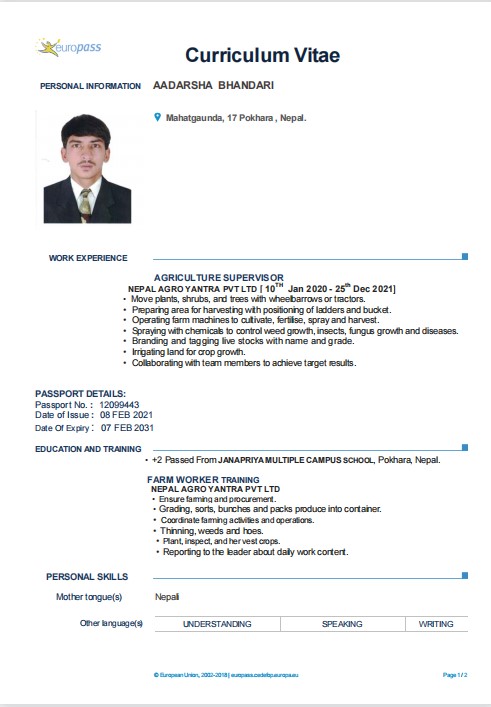 europass
Curriculum Vitae
PERSONAL INFORMATION AADARSHA BHANDARI
Mahatgaunda, 17 Pokhara , Nepal.
WORK EXPERIENCE
AGRICULTURE SUPERVISOR
NEPAL AGRO YANTRA PVT LTD [ 10TH Jan 2020 - 25th Dec 2021]
• Move plants, shrubs, and trees with wheelbarrows or tractors.
• Preparing area for harvesting with positioning of ladders and bucket.
• Operating farm machines to cultivate, fertilise, spray and harvest.
• Spraying with chemicals to control weed growth, insects, fungus growth and diseases.
• Branding and tagging live stocks with name and grade.
• Irrigating land for crop growth.
• Collaborating with team members to achieve target results.
PASSPORT DETAILS:
Passport No. : 12099443
Date of Issue : 08 FEB 2021
Date Of Expiry : 07 FEB 2031
EDUCATION AND TRAINING
• +2 Passed From JANAPRIYA MULTIPLE CAMPUS SCHOOL, Pokhara, Nepal.
FARM WORKER TRAINING
NEPAL AGRO YANTRA PVT LTD
• Ensure farming and procurement.
• Grading, sorts, bunches and packs produce into container.
• Coordinate farming activities and operations.
• Thinning, weeds and hoes.
• Plant, inspect, and her vest crops.
• Reporting to the leader about daily work content.
PERSONAL SKILLS
Mother tongue(s) Nepali
Other language(s) UNDERSTANDING SPEAKING WRITING
© European Union, 2002-2018 | europass.cedefop.europa.eu Page 1 / 2